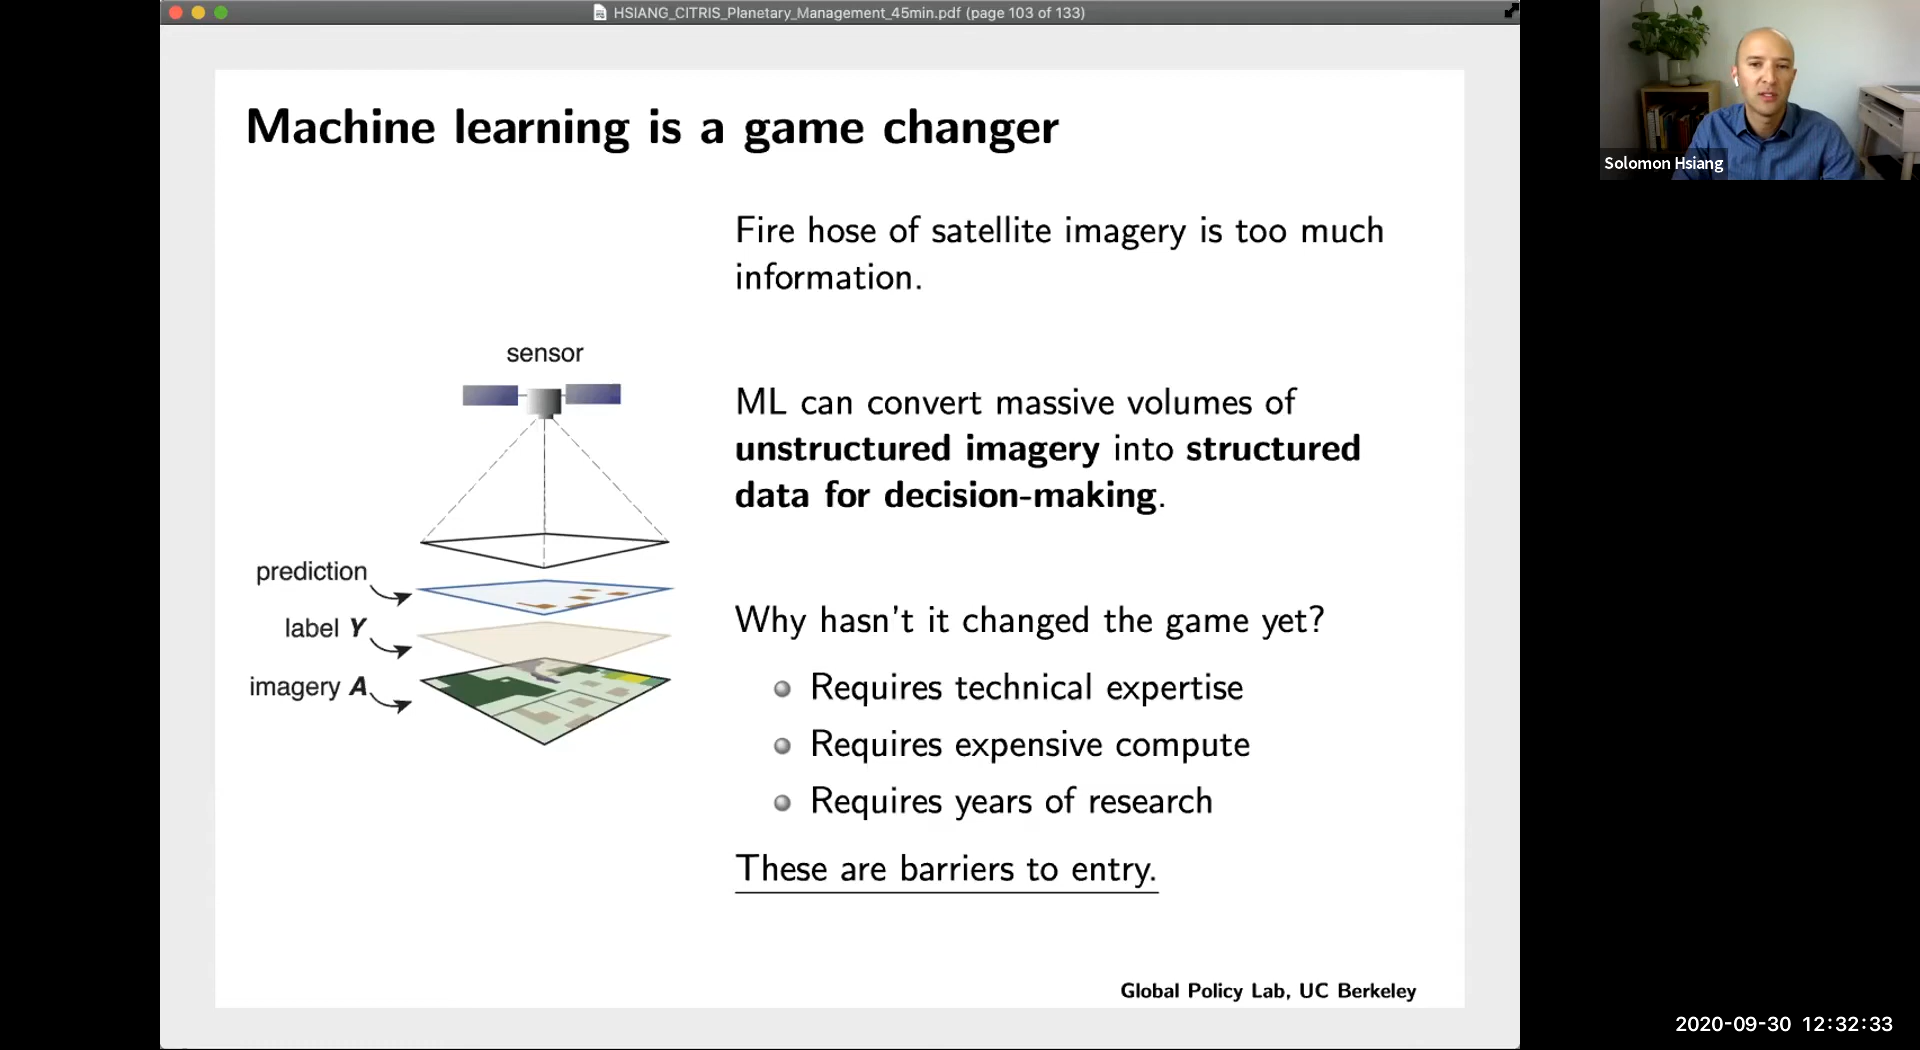 HSIANG_CITRIS_Planetary_Management_45min.pdf (page 103 of 133)
Machine learning is a game changer
Fire hose of satellite imagery is too much
information.
sensor
ML can convert massive volumes of
unstructured imagery into structured
data for decision-making.
prediction
label Y
imagery A
Why hasn't it changed the game yet?
Requires technical expertise
Requires expensive compute
Requires years of research
These are barriers to entry.
Global Policy Lab, UC Berkeley
Solomon Hsiang
2020-09-30 12:32:33